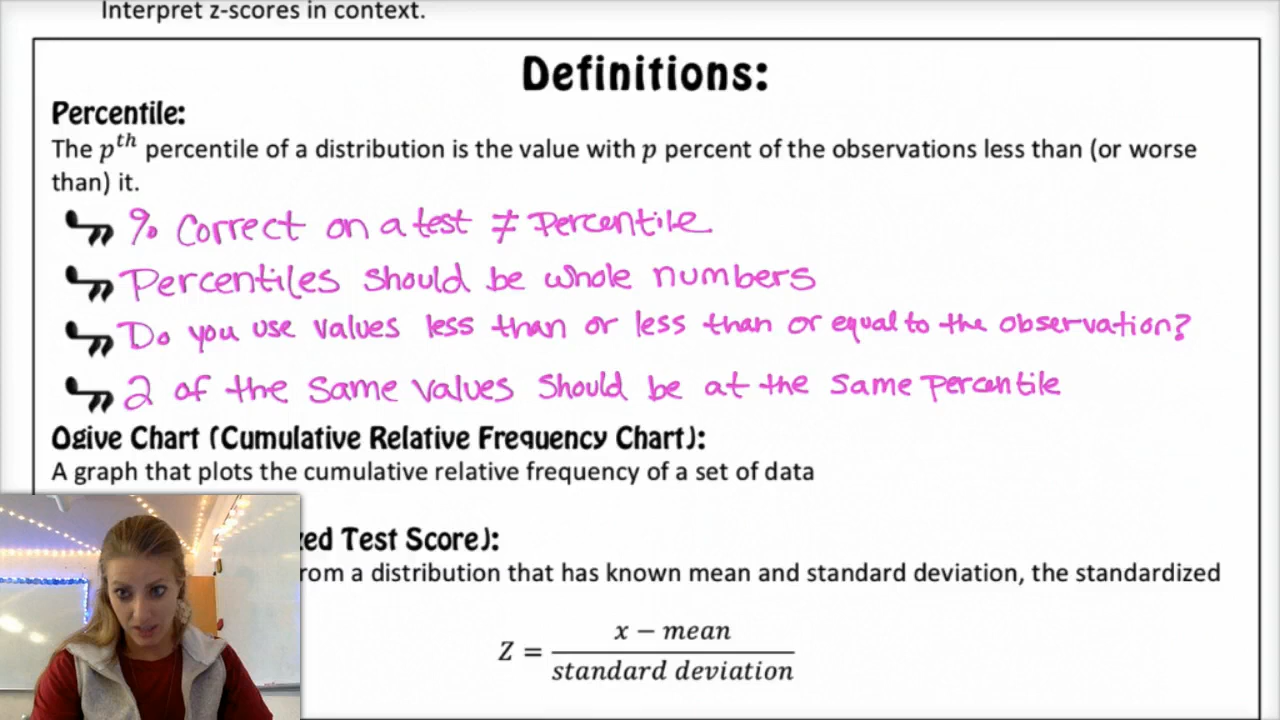 Interpret z-scores in context.
Definitions:
Percentile:
The pᵗʰ percentile of a distribution is the value with p percent of the observations less than (or worse
than) it.
% Correct on a test ≠ Percentile
Percentiles should be whole numbers
Do you use values less than or less than or equal to the observation?
2 of the same values should be at the same percentile
Ogive Chart (Cumulative Relative Frequency Chart):
A graph that plots the cumulative relative frequency of a set of data
Test Score):
from a distribution that has known mean and standard deviation, the standardized
Z = x − mean / standard deviation